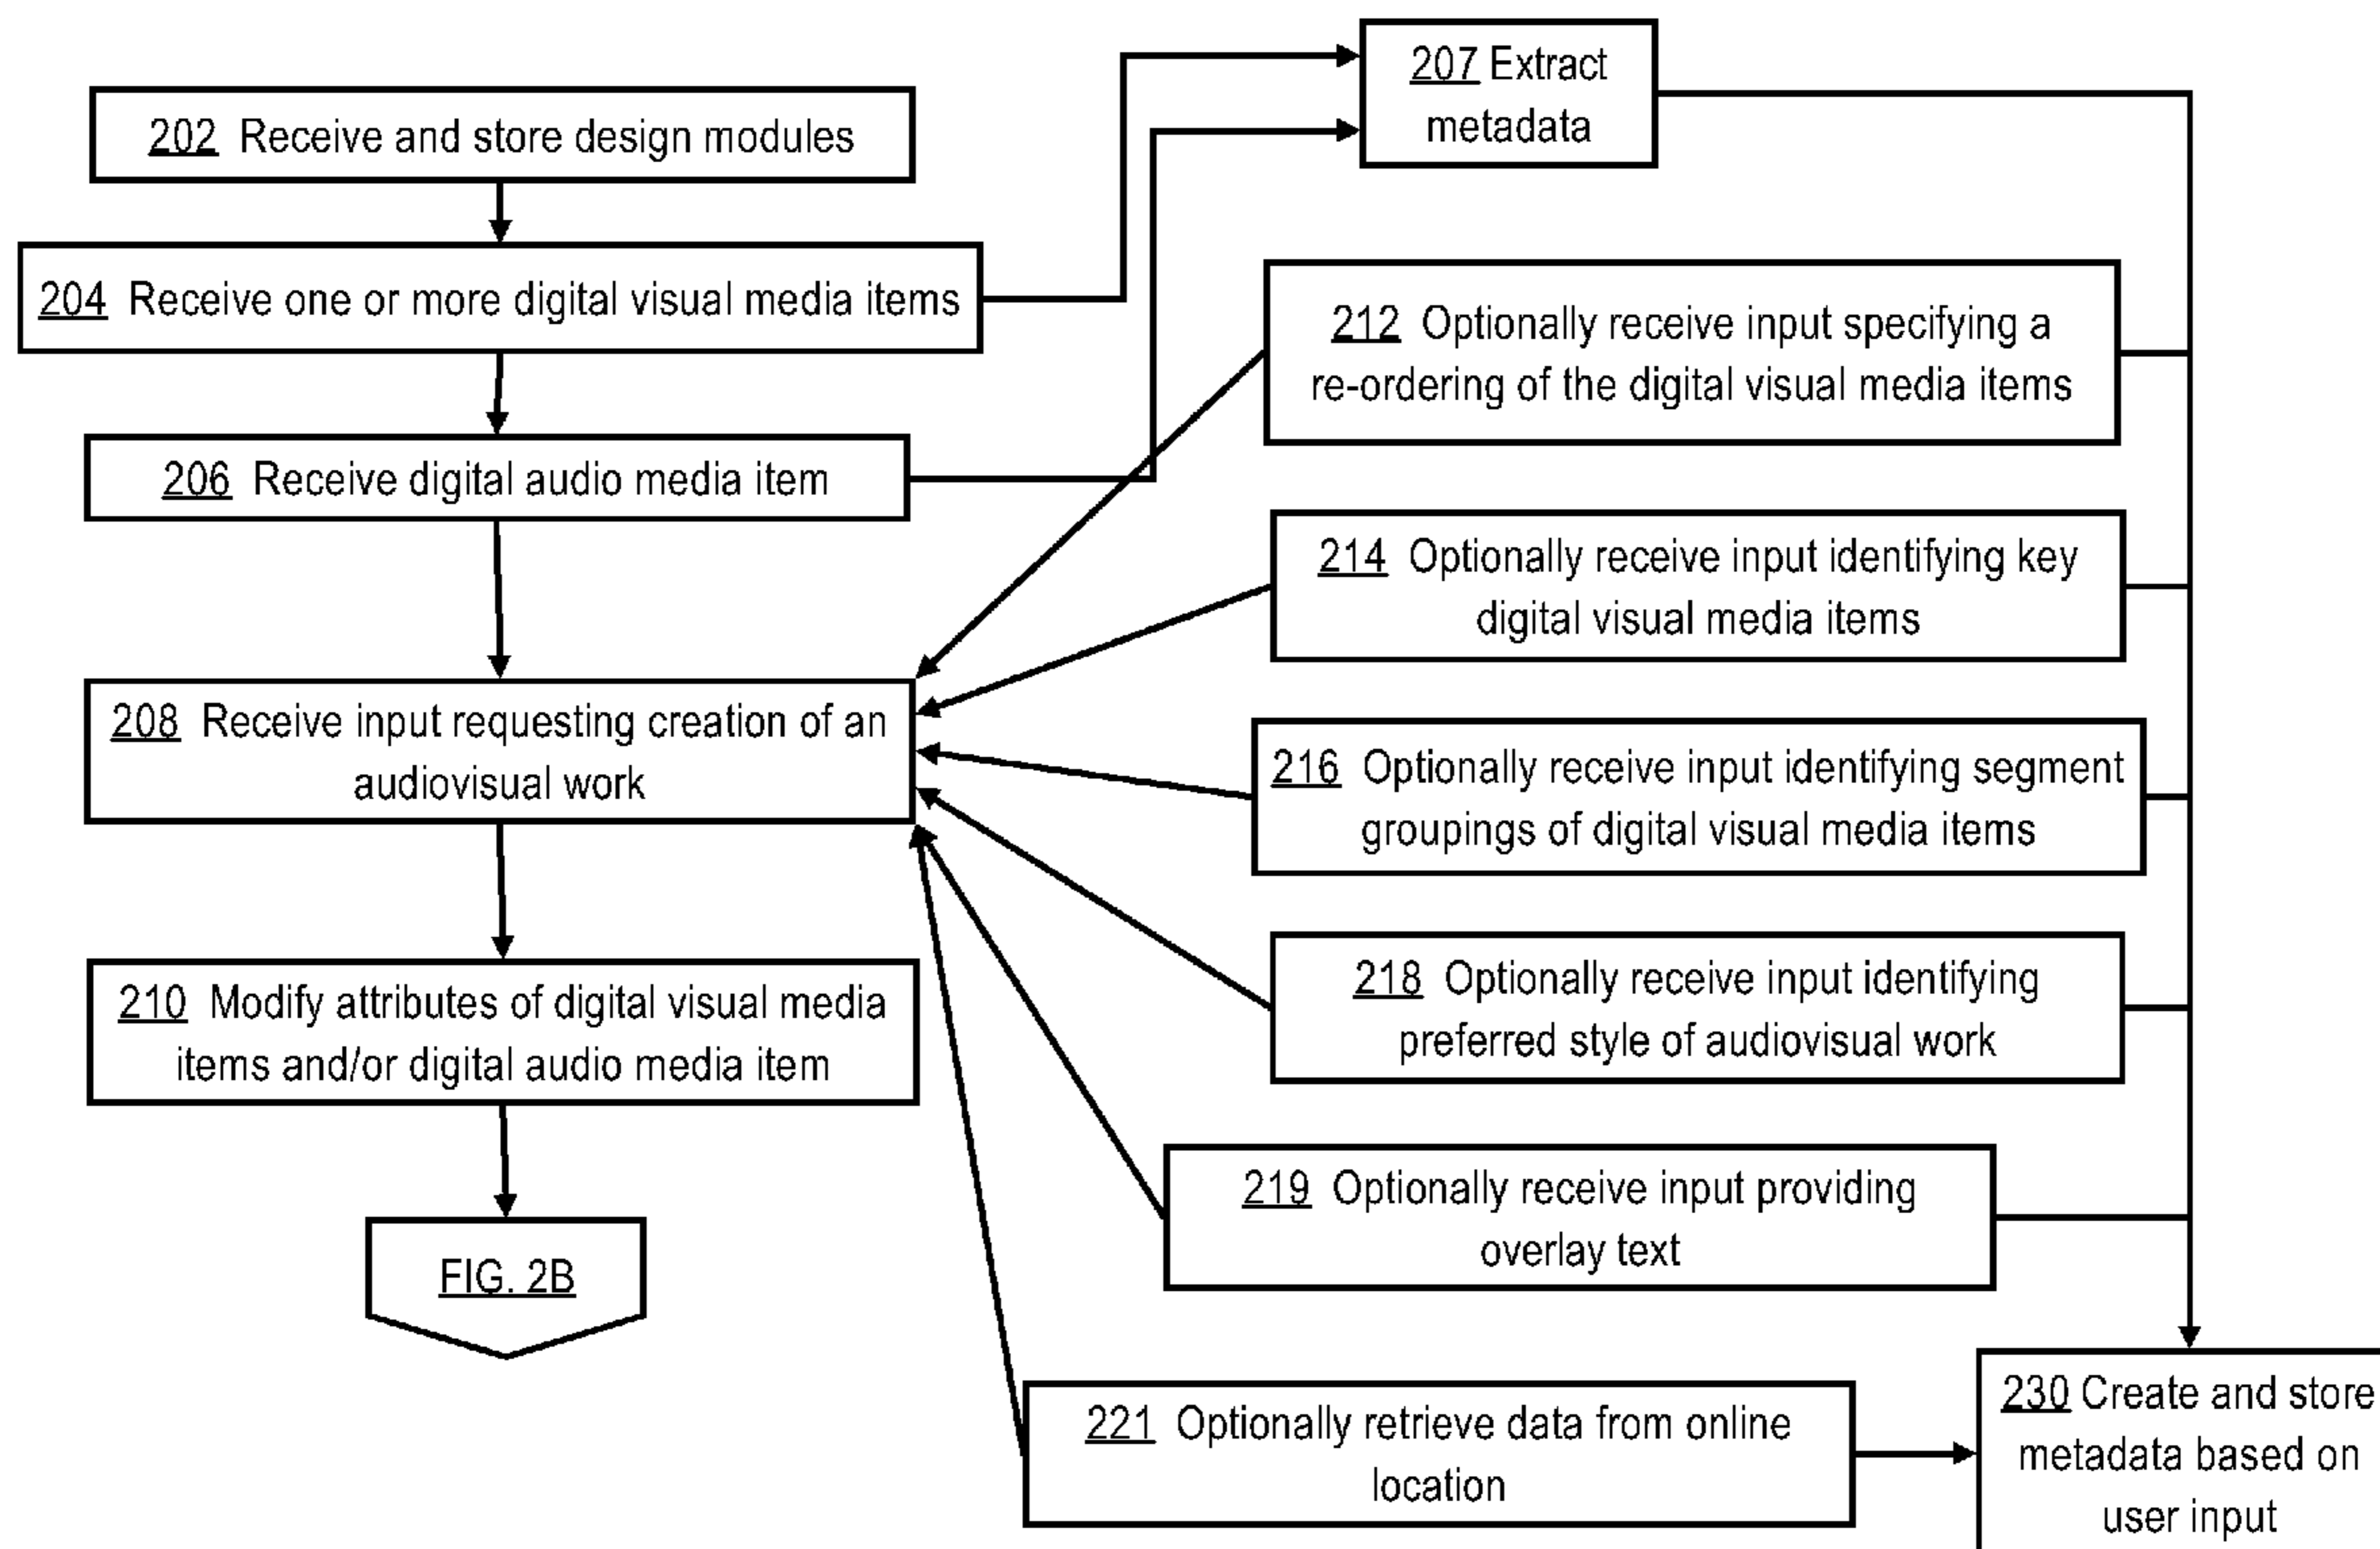 202 Receive and store design modules
204 Receive one or more digital visual media items
206 Receive digital audio media item
208 Receive input requesting creation of an
audiovisual work
210 Modify attributes of digital visual media
items and/or digital audio media item
FIG. 2B
207 Extract
metadata
212 Optionally receive input specifying a
re-ordering of the digital visual media items
214 Optionally receive input identifying key
digital visual media items
216 Optionally receive input identifying segment
groupings of digital visual media items
218 Optionally receive input identifying
preferred style of audiovisual work
219 Optionally receive input providing
overlay text
221 Optionally retrieve data from online
location
230 Create and store
metadata based on
user input